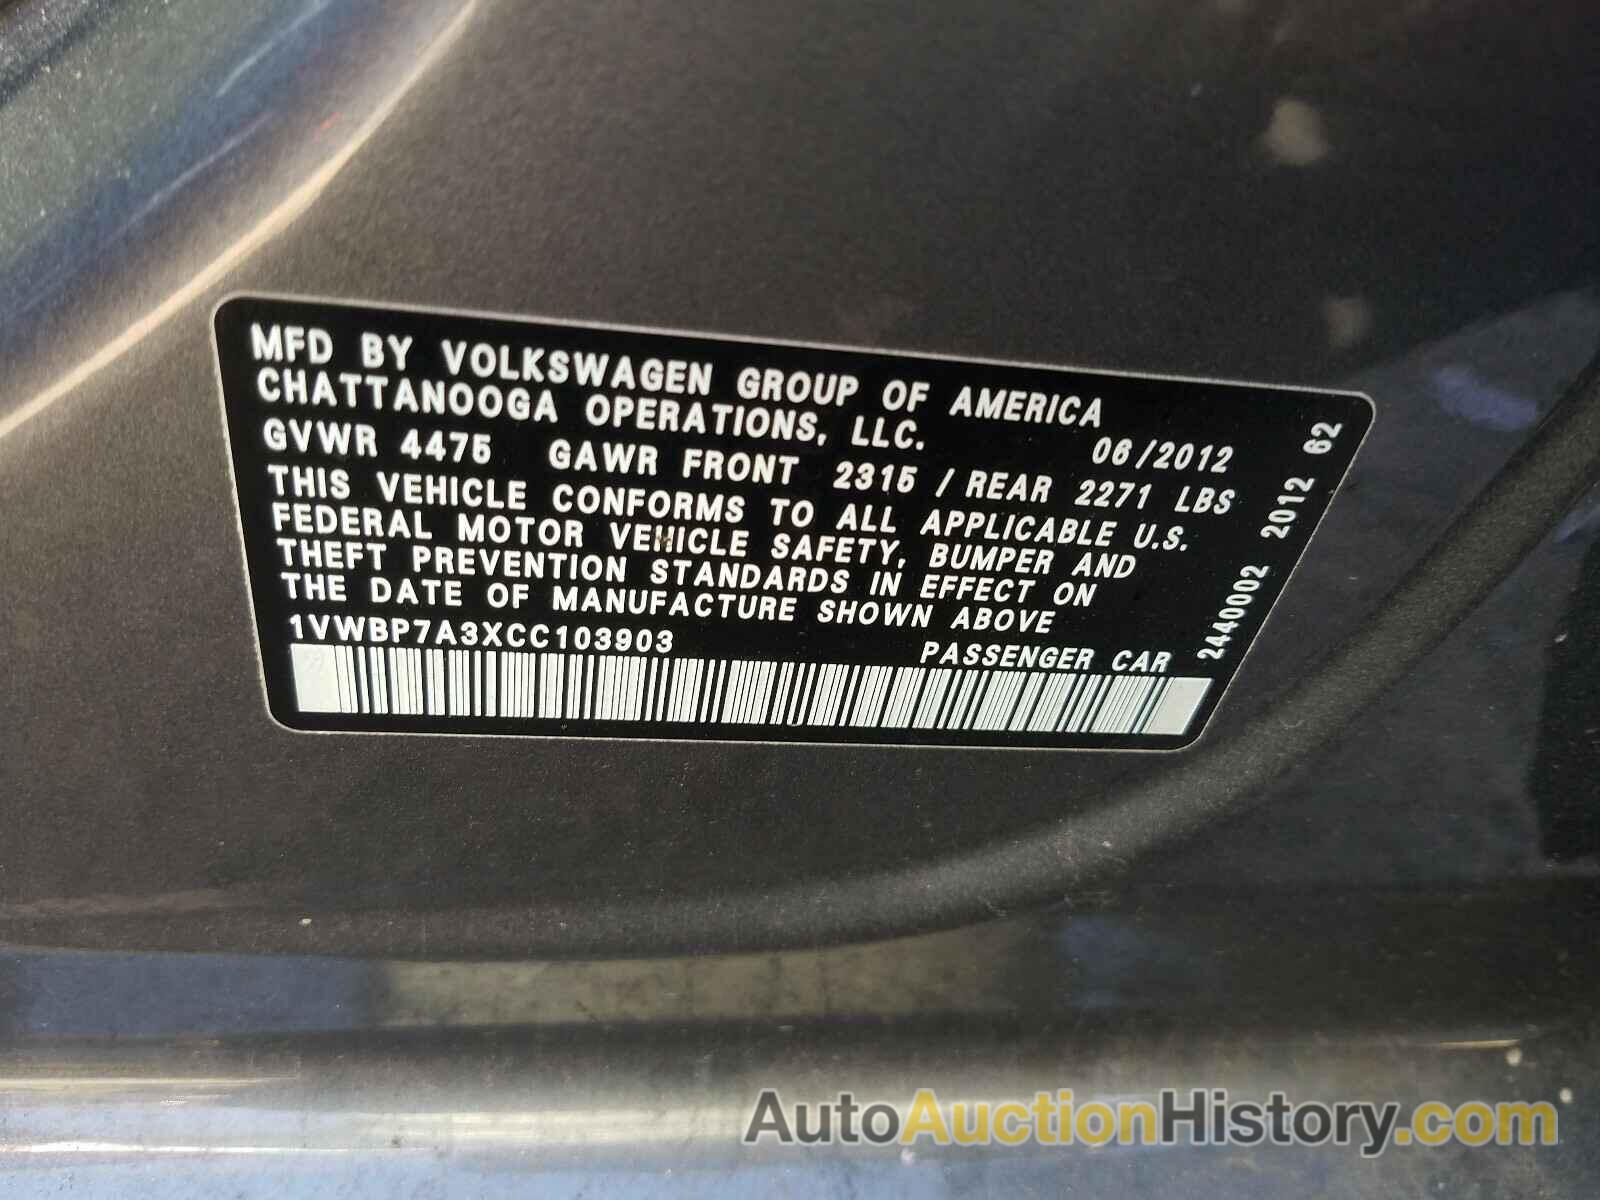 MFD BY VOLKSWAGEN GROUP OF AMERICA
CHATTANOOGA OPERATIONS, LLC. 06/2012
GVWR 4475 GAWR FRONT 2315 / REAR 2271 LBS
THIS VEHICLE CONFORMS TO ALL APPLICABLE U.S.
FEDERAL MOTOR VEHICLE SAFETY, BUMPER AND
THEFT PREVENTION STANDARDS IN EFFECT ON
THE DATE OF MANUFACTURE SHOWN ABOVE
1VWBP7A3XCC103903 PASSENGER CAR
2440002 2012 62
AutoAuctionHistory.com